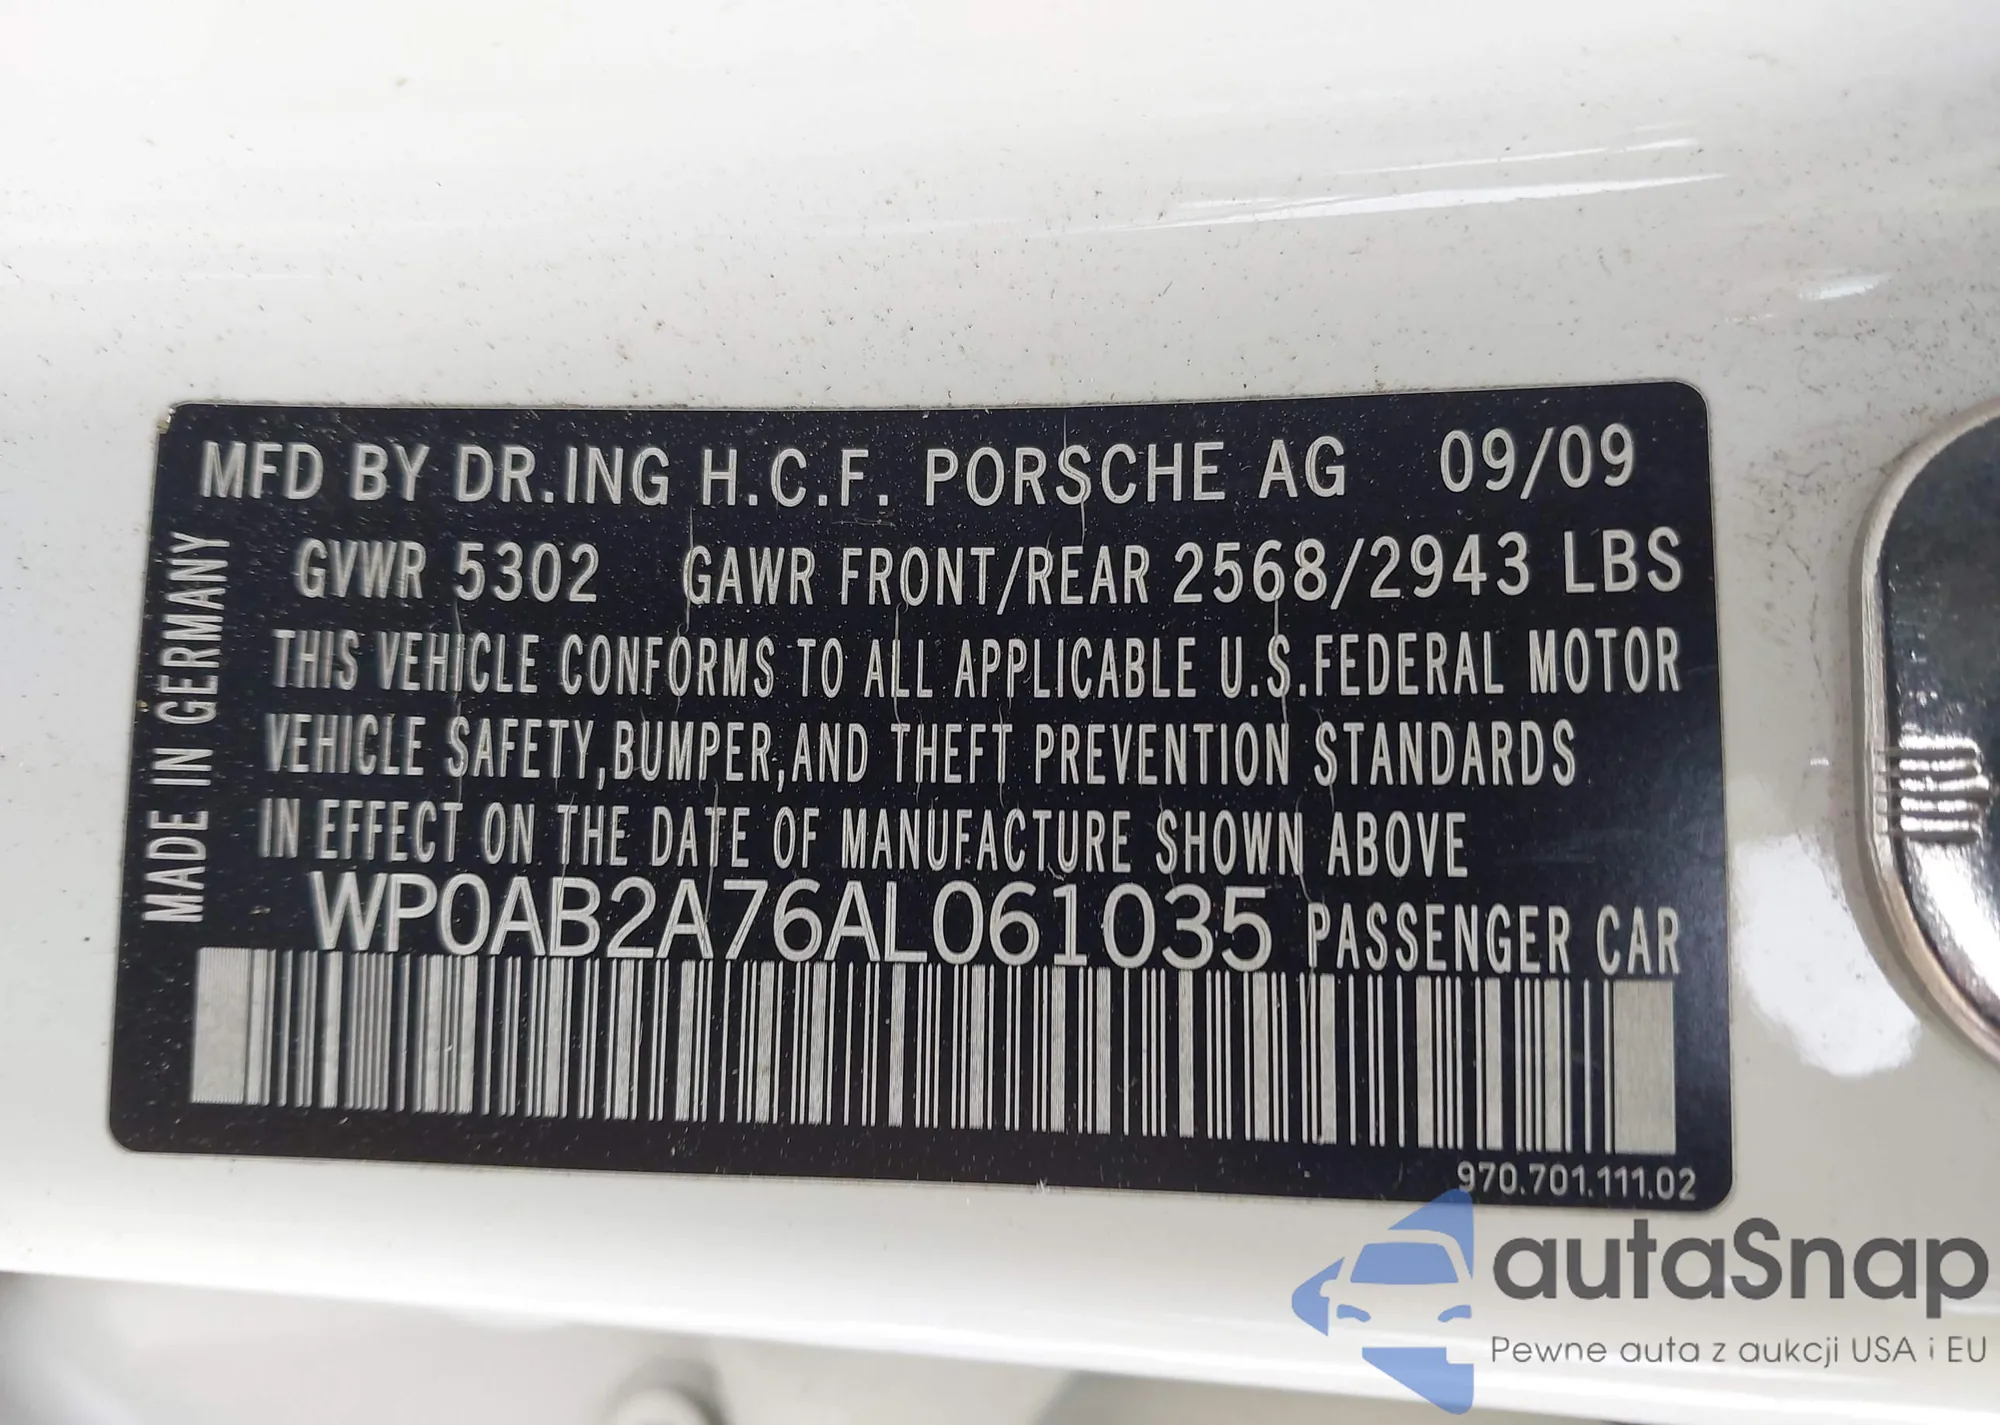 MFD BY DR.ING H.C.F. PORSCHE AG 09/09
GVWR 5302 GAWR FRONT/REAR 2568/2943 LBS
THIS VEHICLE CONFORMS TO ALL APPLICABLE U.S.FEDERAL MOTOR
VEHICLE SAFETY,BUMPER,AND THEFT PREVENTION STANDARDS
IN EFFECT ON THE DATE OF MANUFACTURE SHOWN ABOVE
WP0AB2A76AL061035 PASSENGER CAR
MADE IN GERMANY
970.701.111.02
autaSnap
Pewne auta z aukcji USA i EU